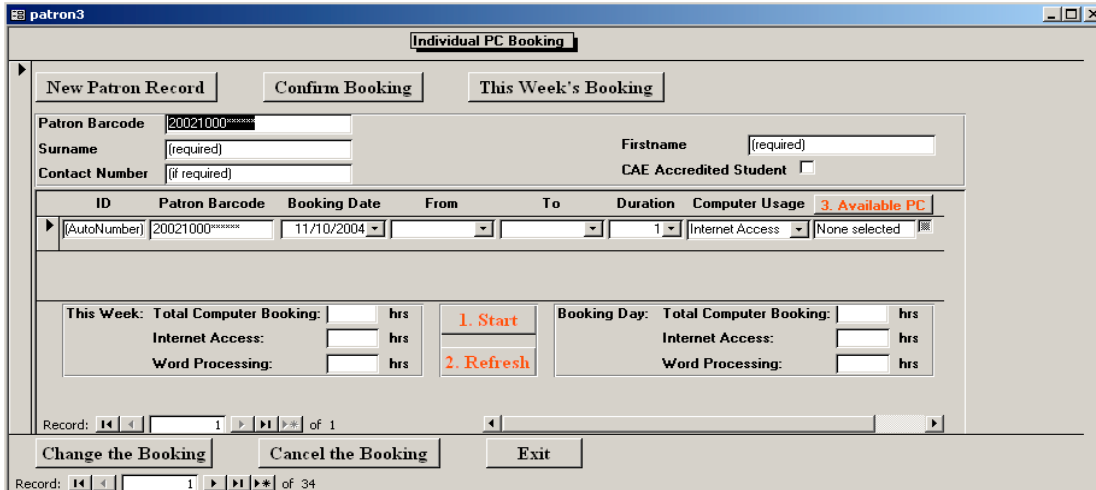 patron3
Individual PC Booking
New Patron Record Confirm Booking This Week's Booking
Patron Barcode 20021000******
Surname (required) Firstname (required)
Contact Number (if required) CAE Accredited Student
ID Patron Barcode Booking Date From To Duration Computer Usage 3. Available PC
(AutoNumber) 20021000****** 11/10/2004 1 Internet Access None selected
This Week: Total Computer Booking: hrs 1. Start Booking Day: Total Computer Booking: hrs
Internet Access: hrs Internet Access: hrs
Word Processing: hrs 2. Refresh Word Processing: hrs
Record: 1 of 1
Change the Booking Cancel the Booking Exit
Record: 1 of 34